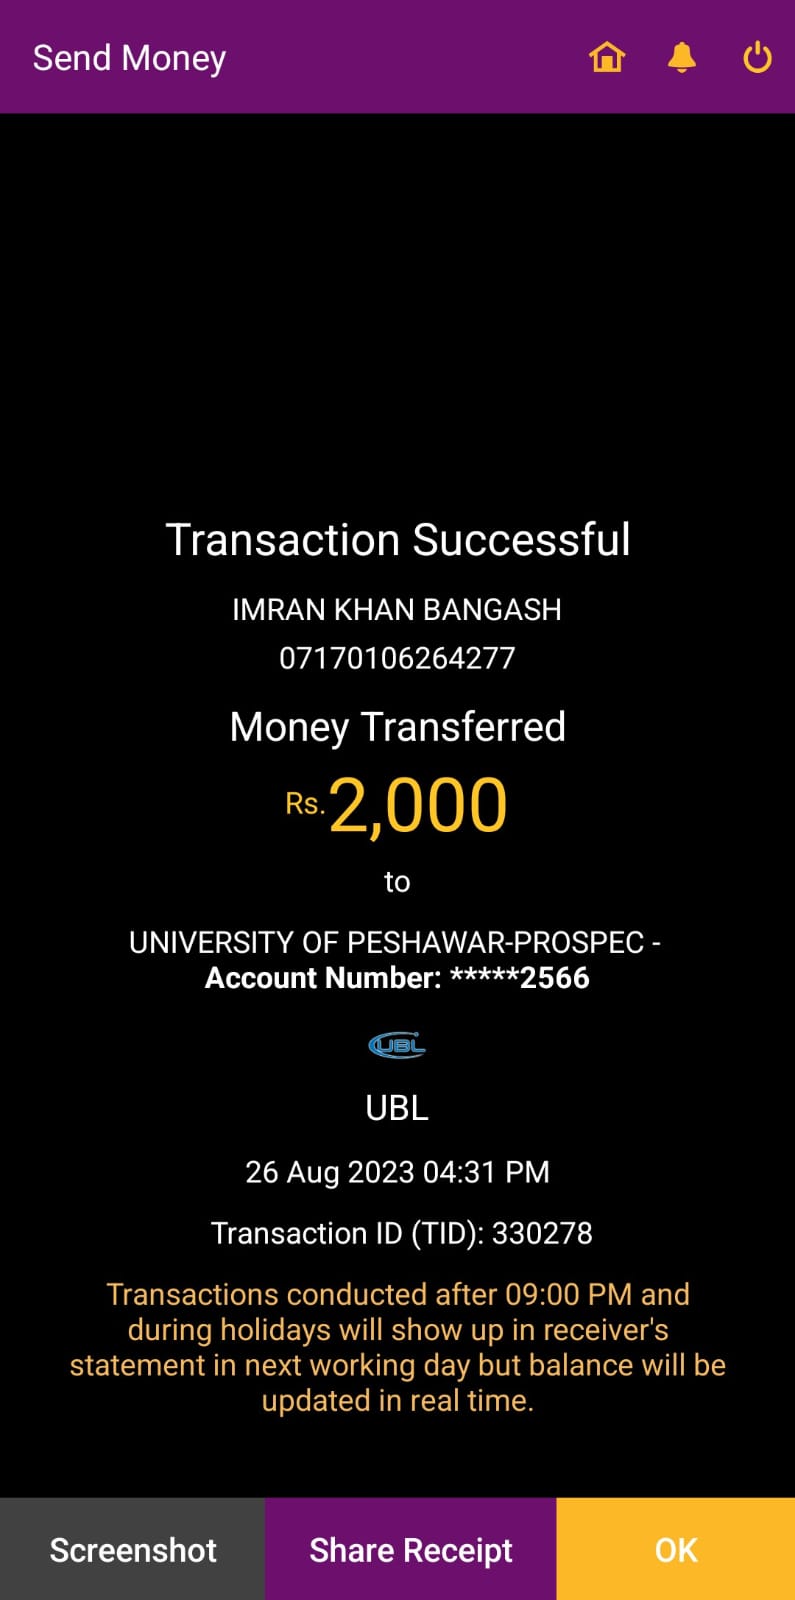 Send Money
Transaction Successful
IMRAN KHAN BANGASH
07170106264277
Money Transferred
Rs.2,000
to
UNIVERSITY OF PESHAWAR-PROSPEC -
Account Number: *****2566
UBL
UBL
26 Aug 2023 04:31 PM
Transaction ID (TID): 330278
Transactions conducted after 09:00 PM and
during holidays will show up in receiver's
statement in next working day but balance will be
updated in real time.
Screenshot
Share Receipt
OK